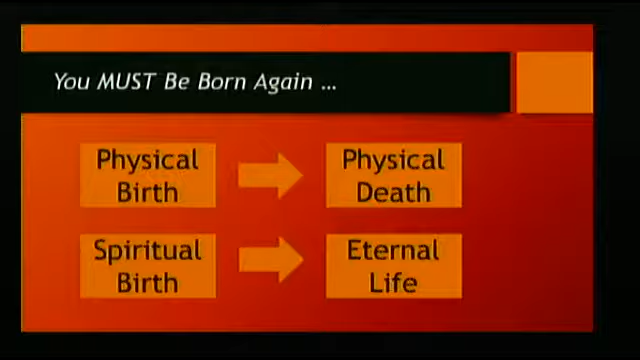 You MUST Be Born Again ...
Physical
Birth
Physical
Death
Spiritual
Birth
Eternal
Life